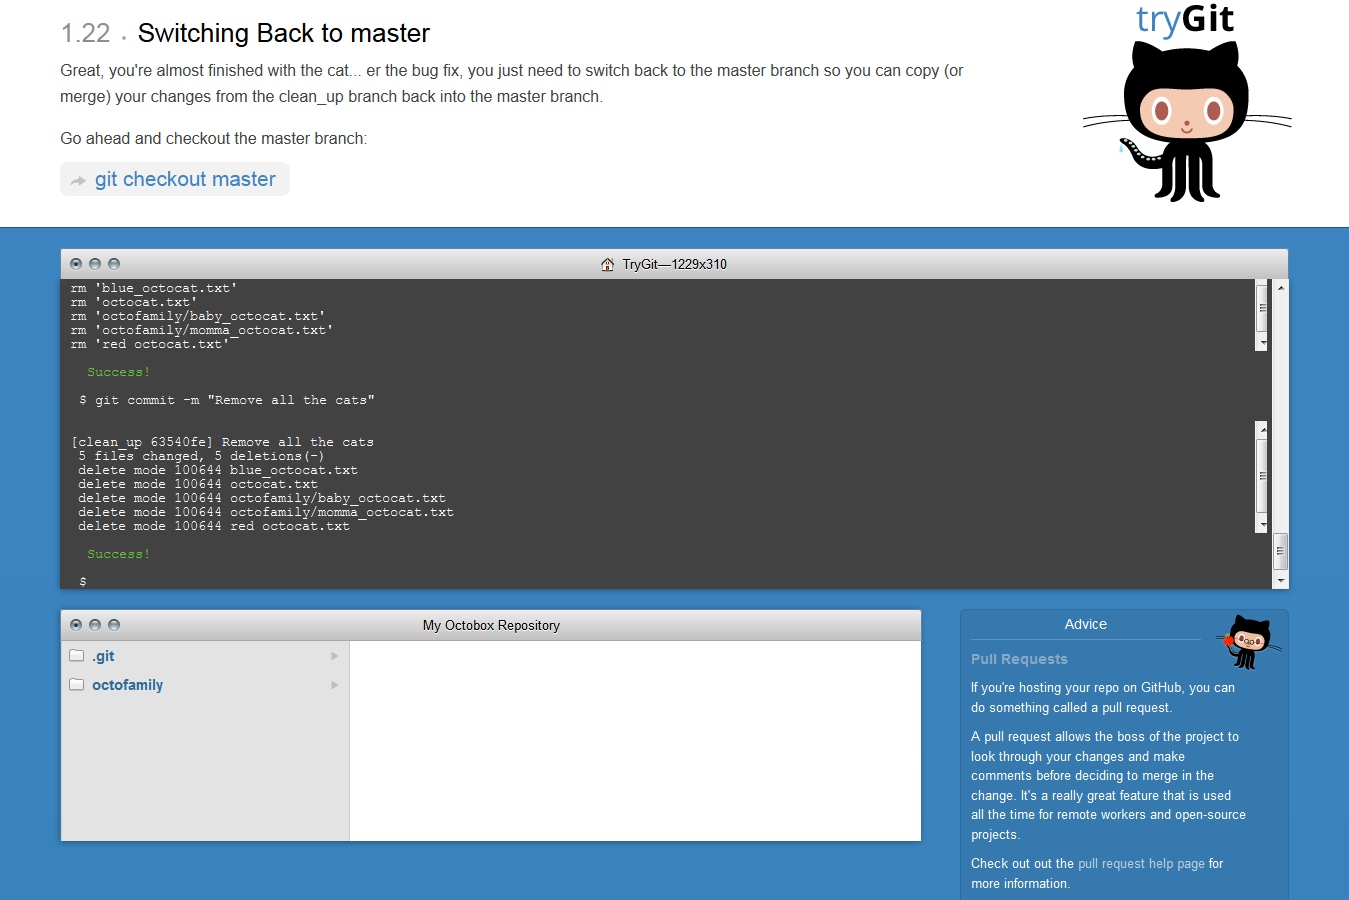 tryGit
1.22 · Switching Back to master
Great, you're almost finished with the cat... er the bug fix, you just need to switch back to the master branch so you can copy (or
merge) your changes from the clean_up branch back into the master branch.
Go ahead and checkout the master branch:
git checkout master
TryGit—1229x310
rm 'blue_octocat.txt'
rm 'octocat.txt'
rm 'octofamily/baby_octocat.txt'
rm 'octofamily/momma_octocat.txt'
rm 'red octocat.txt'
Success!
$ git commit -m "Remove all the cats"
[clean_up 63540fe] Remove all the cats
5 files changed, 5 deletions(-)
delete mode 100644 blue_octocat.txt
delete mode 100644 octocat.txt
delete mode 100644 octofamily/baby_octocat.txt
delete mode 100644 octofamily/momma_octocat.txt
delete mode 100644 red octocat.txt
Success!
$
My Octobox Repository
.git
octofamily
Advice
Pull Requests
If you're hosting your repo on GitHub, you can
do something called a pull request.
A pull request allows the boss of the project to
look through your changes and make
comments before deciding to merge in the
change. It's a really great feature that is used
all the time for remote workers and open-source
projects.
Check out out the pull request help page for
more information.